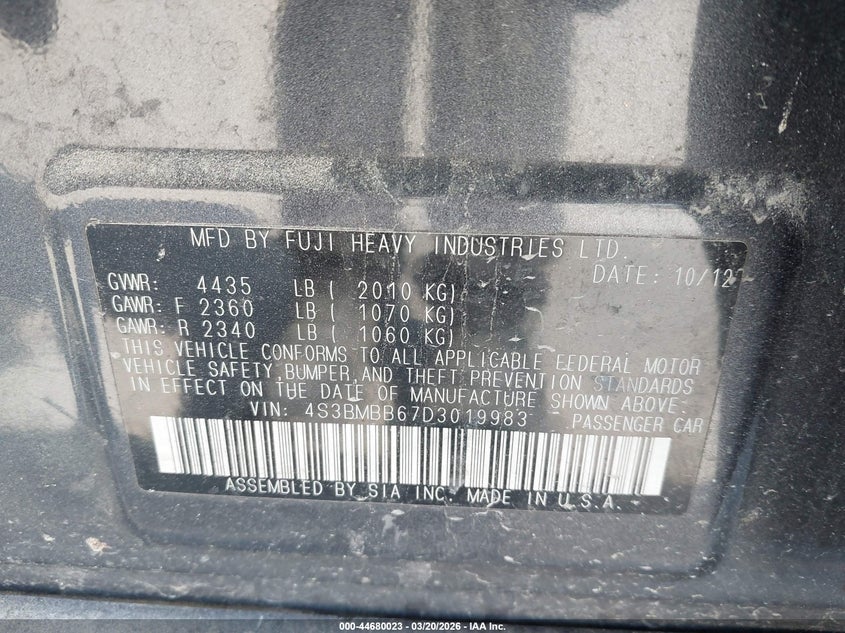 MFD BY FUJI HEAVY INDUSTRIES LTD.
DATE: 10/12
GVWR: 4435 LB ( 2010 KG)
GAWR: F 2360 LB ( 1070 KG)
GAWR: R 2340 LB ( 1060 KG)
THIS VEHICLE CONFORMS TO ALL APPLICABLE FEDERAL MOTOR
VEHICLE SAFETY, BUMPER, AND THEFT PREVENTION STANDARDS
IN EFFECT ON THE DATE OF MANUFACTURE SHOWN ABOVE.
VIN: 4S3BMBB67D3019983 PASSENGER CAR
ASSEMBLED BY SIA INC. MADE IN U.S.A.
000-44680023 - 03/20/2026 - IAA Inc.